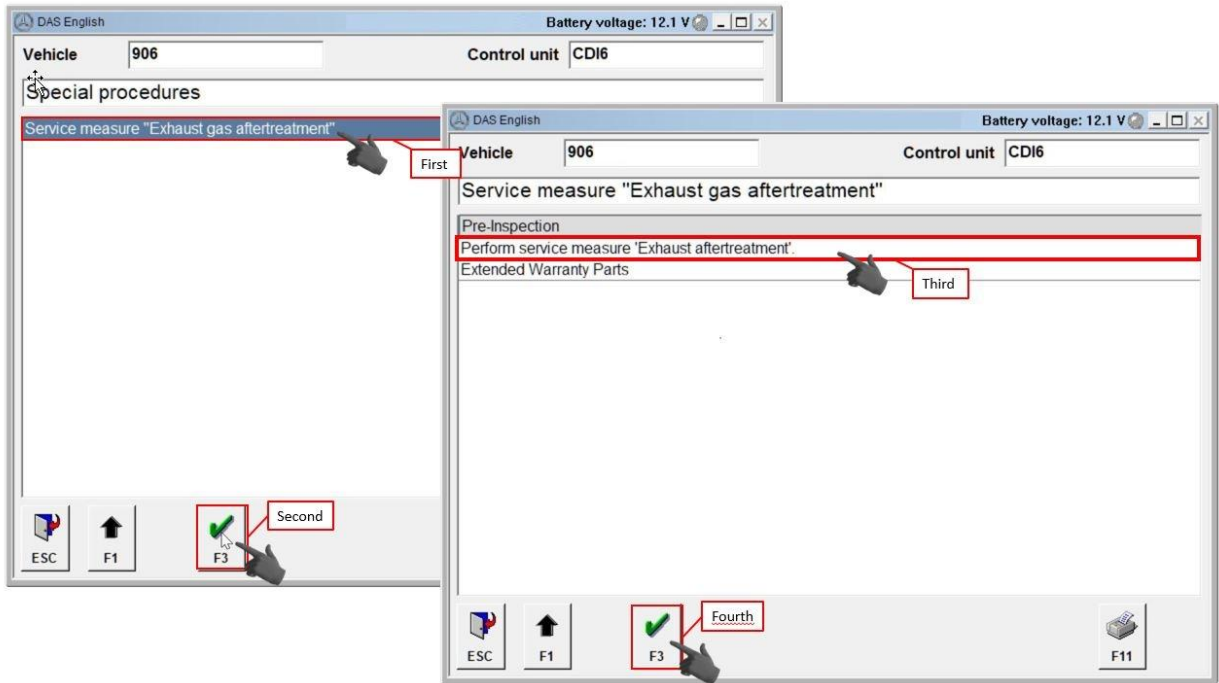 DAS English
Battery voltage: 12.1 V
Vehicle 906 Control unit CDI6
Special procedures
Service measure "Exhaust gas aftertreatment"
First
Second
ESC F1 F3
DAS English
Battery voltage: 12.1 V
Vehicle 906 Control unit CDI6
Service measure "Exhaust gas aftertreatment"
Pre-Inspection
Perform service measure 'Exhaust aftertreatment'.
Extended Warranty Parts
Third
Fourth
ESC F1 F3 F11